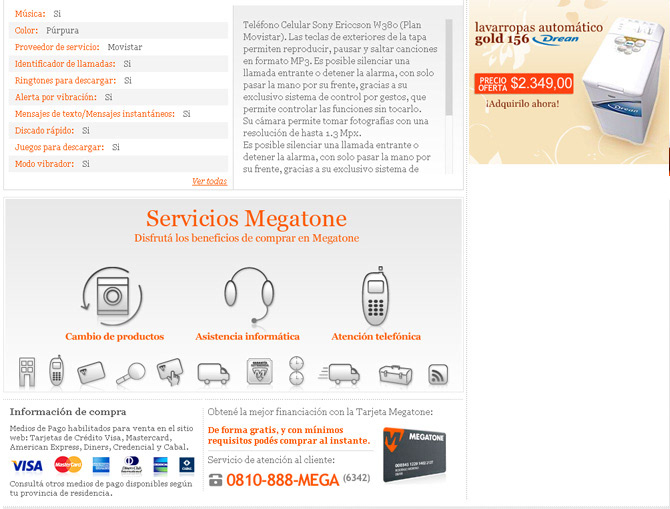 Música: Si
Color: Púrpura
Proveedor de servicio: Movistar
Identificador de llamadas: Si
Ringtones para descargar: Si
Alerta por vibración: Si
Mensajes de texto/Mensajes instantáneos: Si
Discado rápido: Si
Juegos para descargar: Si
Modo vibrador: Si
Ver todas
Teléfono Celular Sony Ericcson W380 (Plan
Movistar). Las teclas de exteriores de la tapa
permiten reproducir, pausar y saltar canciones
en formato MP3. Es posible silenciar una
llamada entrante o detener la alarma, con solo
pasar la mano por su frente, gracias a su
exclusivo sistema de control por gestos, que
permite controlar las funciones sin tocarlo.
Su cámara permite tomar fotografías con una
resolución de hasta 1.3 Mpx.
Es posible silenciar una llamada entrante o
detener la alarma, con solo pasar la mano por
su frente, gracias a su exclusivo sistema de
lavarropas automático
gold 156 Drean
PRECIO
OFERTA $2.349,00
¡Adquirilo ahora!
Drean
Servicios Megatone
Disfrutá los beneficios de comprar en Megatone
Cambio de productos
Asistencia informática
Atención telefónica
Información de compra
Medios de Pago habilitados para venta en el sitio
web: Tarjetas de Crédito Visa, Mastercard,
American Express, Diners, Credencial y Cabal.
VISA MasterCard
Consultá otros medios de pago disponibles según
tu provincia de residencia.
Obtené la mejor financiación con la Tarjeta Megatone:
De forma gratis, y con mínimos
requisitos podés comprar al instante.
Servicio de atención al cliente:
0810-888-MEGA (6342)
MEGATONE